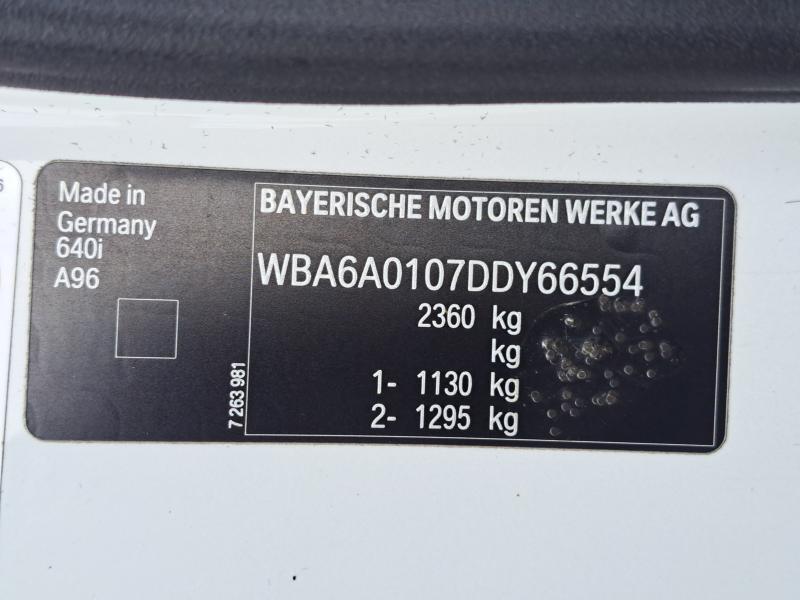 Made in
Germany
640i
A96
7 263 981
BAYERISCHE MOTOREN WERKE AG
WBA6A0107DDY66554
2360 kg
kg
1- 1130 kg
2- 1295 kg